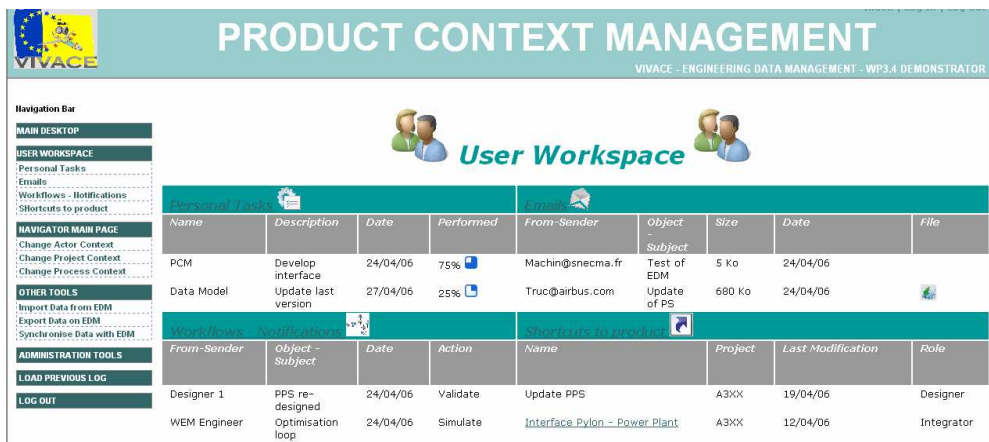 PRODUCT CONTEXT MANAGEMENT
VIVACE
VIVACE - ENGINEERING DATA MANAGEMENT - WP3.4 DEMONSTRATOR
Navigation Bar
MAIN DESKTOP
USER WORKSPACE
Personal Tasks
Emails
Workflows - Notifications
SHortcuts to product
NAVIGATOR MAIN PAGE
Change Actor Context
Change Project Context
Change Process Context
OTHER TOOLS
Import Data from EDM
Export Data on EDM
Synchronise Data with EDM
ADMINISTRATION TOOLS
LOAD PREVIOUS LOG
LOG OUT
User Workspace
Personal Tasks
Name Description Date Performed
PCM Develop interface 24/04/06 75%
Data Model Update last version 27/04/06 25%
Emails
From-Sender Object - Subject Size Date File
Machin@snecma.fr Test of EDM 5 Ko 24/04/06
Truc@airbus.com Update of PS 680 Ko 24/04/06
Workflows - Notifications
From-Sender Object - Subject Date Action
Designer 1 PPS re-designed 24/04/06 Validate
WEM Engineer Optimisation loop 24/04/06 Simulate
Shortcuts to product
Name Project Last Modification Role
Update PPS A3XX 19/04/06 Designer
Interface Pylon - Power Plant A3XX 12/04/06 Integrator